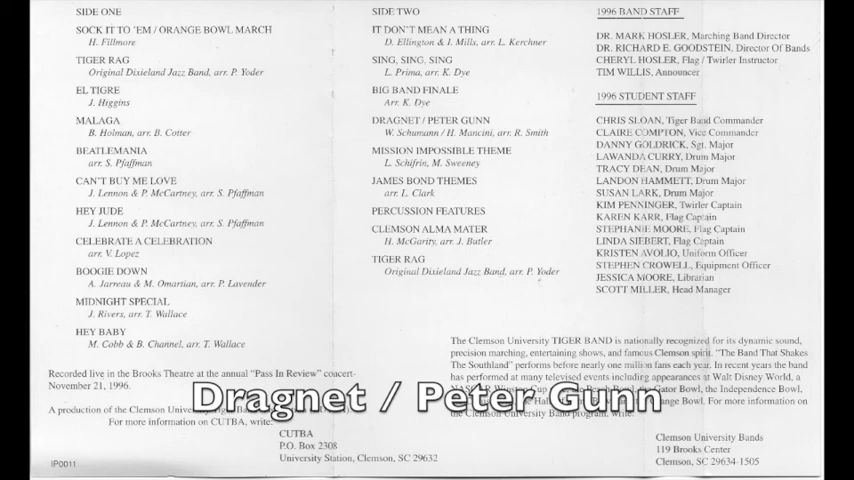 SIDE ONE
SOCK IT TO 'EM / ORANGE BOWL MARCH
H. Fillmore
TIGER RAG
Original Dixieland Jazz Band, arr. P. Yoder
EL TIGRE
J. Higgins
MALAGA
B. Holman, arr. B. Cotter
BEATLEMANIA
arr. S. Pfaffman
CAN'T BUY ME LOVE
J. Lennon & P. McCartney, arr. S. Pfaffman
HEY JUDE
J. Lennon & P. McCartney, arr. S. Pfaffman
CELEBRATE A CELEBRATION
arr. V. Lopez
BOOGIE DOWN
A. Jarreau & M. Omartian, arr. P. Lavender
MIDNIGHT SPECIAL
J. Rivers, arr. T. Wallace
HEY BABY
M. Cobb & B. Channel, arr. T. Wallace
Recorded live in the Brooks Theatre at the annual "Pass In Review" concert-
November 21, 1996.
A production of the Clemson
For more information on CUTBA, write:
CUTBA
P.O. Box 2308
University Station, Clemson, SC 29632
IP0011
SIDE TWO
IT DON'T MEAN A THING
D. Ellington & I. Mills, arr. L. Kerchner
SING, SING, SING
L. Prima, arr. K. Dye
BIG BAND FINALE
Arr. K. Dye
DRAGNET / PETER GUNN
W. Schumann / H. Mancini, arr. R. Smith
MISSION IMPOSSIBLE THEME
L. Schifrin, M. Sweeney
JAMES BOND THEMES
arr. L. Clark
PERCUSSION FEATURES
CLEMSON ALMA MATER
H. McGarity, arr. J. Butler
TIGER RAG
Original Dixieland Jazz Band, arr. P. Yoder
1996 BAND STAFF
DR. MARK HOSLER, Marching Band Director
DR. RICHARD E. GOODSTEIN, Director Of Bands
CHERYL HOSLER, Flag / Twirler Instructor
TIM WILLIS, Announcer
1996 STUDENT STAFF
CHRIS SLOAN, Tiger Band Commander
CLAIRE COMPTON, Vice Commander
DANNY GOLDRICK, Sgt. Major
LAWANDA CURRY, Drum Major
TRACY DEAN, Drum Major
LANDON HAMMETT, Drum Major
SUSAN LARK, Drum Major
KIM PENNINGER, Twirler Captain
KAREN KARR, Flag Captain
STEPHANIE MOORE, Flag Captain
LINDA SIEBERT, Flag Captain
KRISTEN AVOLIO, Uniform Officer
STEPHEN CROWELL, Equipment Officer
JESSICA MOORE, Librarian
SCOTT MILLER, Head Manager
The Clemson University TIGER BAND is nationally recognized for its dynamic sound,
precision marching, entertaining shows, and famous Clemson spirit. "The Band That Shakes
The Southland" performs before nearly one million fans each year. In recent years the band
has performed at many televised events including appearances at Walt Disney World, a
Gator Bowl, the Independence Bowl,
Bowl. For more information on
the Clemson University Band program, write:
Clemson University Bands
119 Brooks Center
Clemson, SC 29634-1505
Dragnet / Peter Gunn